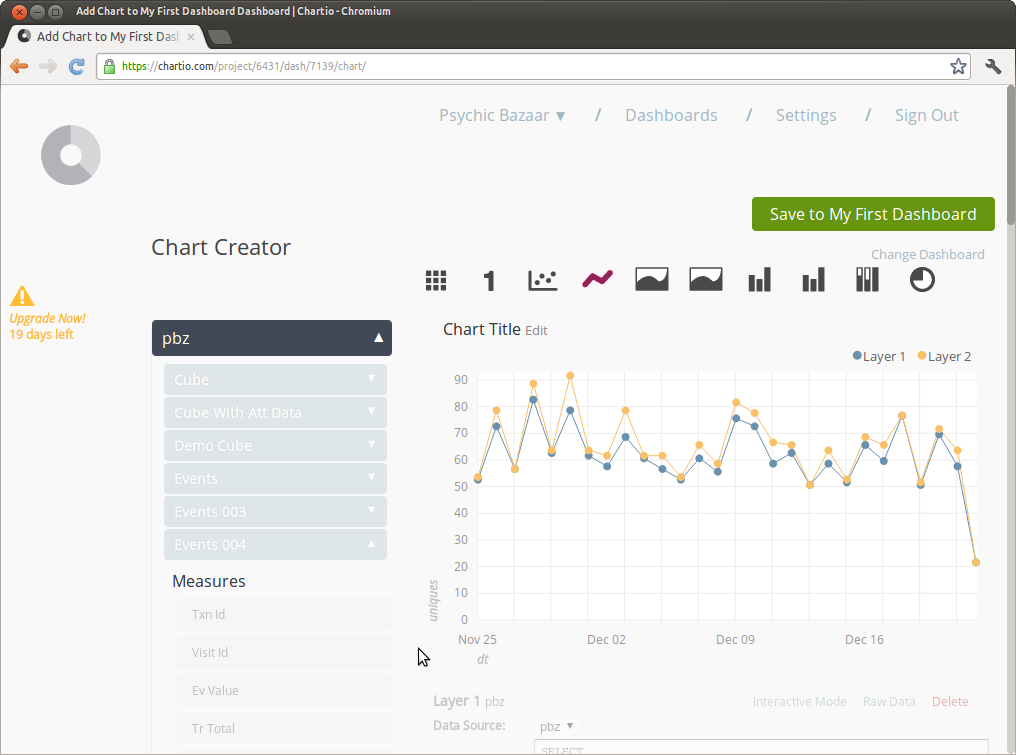 Add Chart to My First Dashboard Dashboard | Chartio - Chromium
Add Chart to My First Dash
https://chartio.com/project/6431/dash/7139/chart/
Psychic Bazaar ▼ / Dashboards / Settings / Sign Out
Save to My First Dashboard
Chart Creator
Change Dashboard
1
Upgrade Now!
19 days left
pbz
Cube
Cube With Att Data
Demo Cube
Events
Events 003
Events 004
Measures
Txn Id
Visit Id
Ev Value
Tr Total
Chart Title Edit
Layer 1 Layer 2
90
80
70
60
50
40
30
20
10
0
uniques
Nov 25 Dec 02 Dec 09 Dec 16
dt
Layer 1 pbz Interactive Mode Raw Data Delete
Data Source: pbz ▼
SELECT